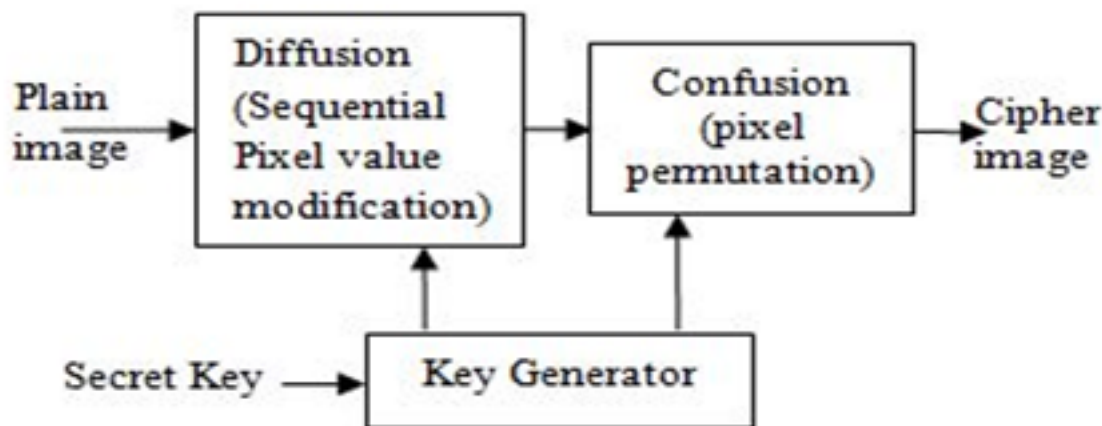 Plain
image
Diffusion
(Sequential
Pixel value
modification)
Confusion
(pixel
permutation)
Cipher
image
Secret Key
Key Generator